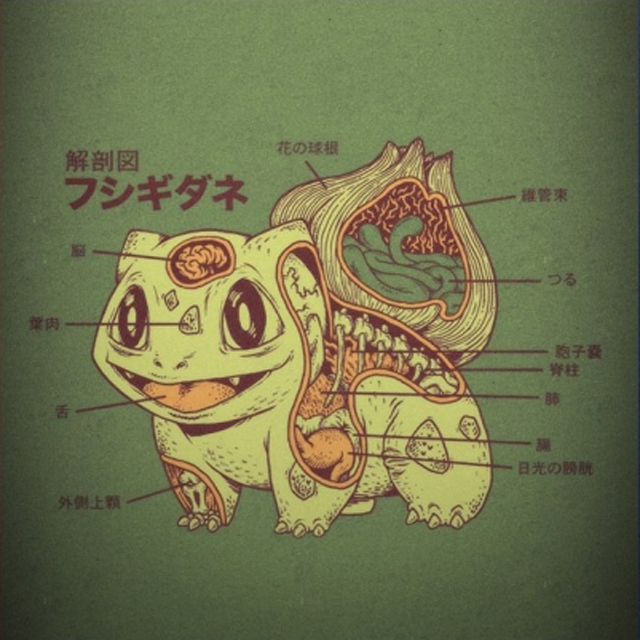 解剖図
フシギダネ
花の球根
維管束
脳
つる
葉肉
胞子嚢
脊柱
肺
舌
腸
日光の膀胱
外側上顆